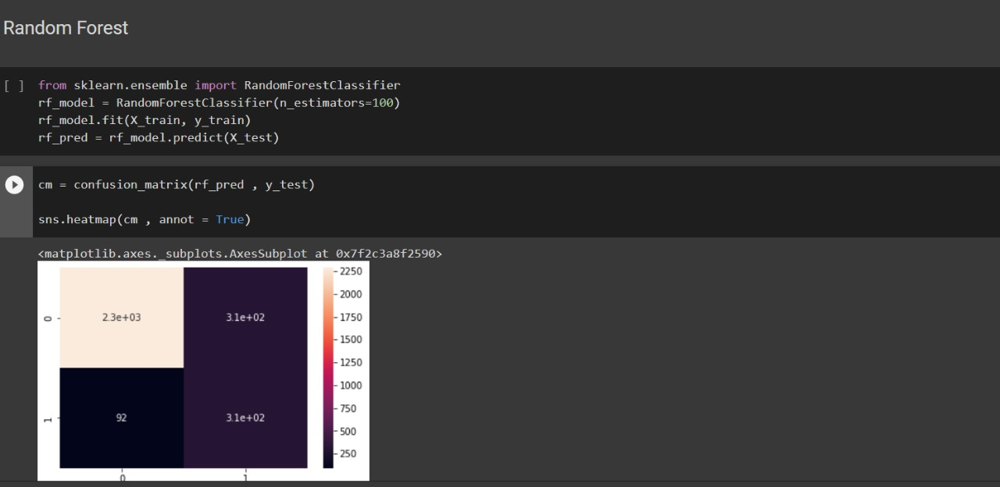 Random Forest
[ ] from sklearn.ensemble import RandomForestClassifier
rf_model = RandomForestClassifier(n_estimators=100)
rf_model.fit(X_train, y_train)
rf_pred = rf_model.predict(X_test)
cm = confusion_matrix(rf_pred , y_test)
sns.heatmap(cm , annot = True)
<matplotlib.axes._subplots.AxesSubplot at 0x7f2c3a8f2590>
0
2.3e+03 3.1e+02
1
92 3.1e+02
0 1
2250
2000
1750
1500
1250
1000
750
500
250